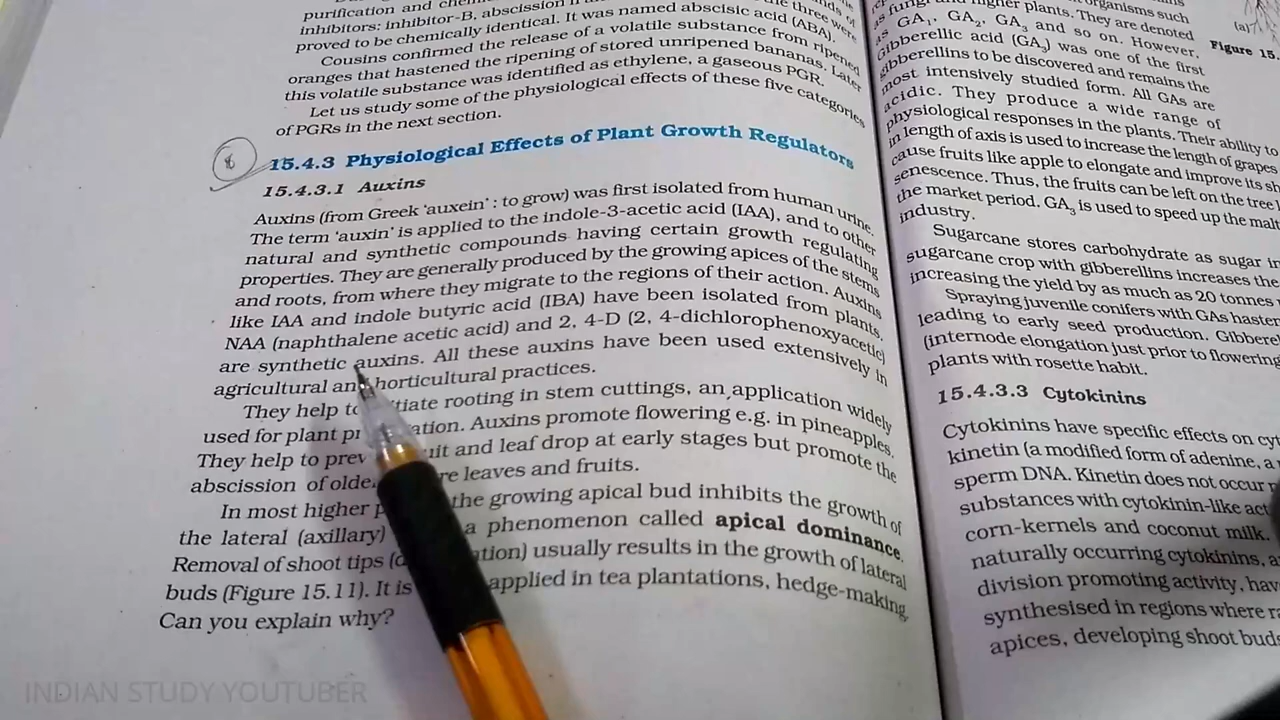 purification and
inhibitors: inhibitor-B, abscission
the three were
proved to be chemically identical. It was named abscisic acid (ABA).
Cousins confirmed the release of a volatile substance from ripened
oranges that hastened the ripening of stored unripened bananas. Later
this volatile substance was identified as ethylene, a gaseous PGR.
Let us study some of the physiological effects of these five categories
of PGRs in the next section.
8
15.4.3 Physiological Effects of Plant Growth Regulators
15.4.3.1 Auxins
Auxins (from Greek 'auxein' : to grow) was first isolated from human urine.
The term 'auxin' is applied to the indole-3-acetic acid (IAA), and to other
natural and synthetic compounds having certain growth regulating
properties. They are generally produced by the growing apices of the stems
and roots, from where they migrate to the regions of their action. Auxins
like IAA and indole butyric acid (IBA) have been isolated from plants.
NAA (naphthalene acetic acid) and 2, 4-D (2, 4-dichlorophenoxyacetic)
are synthetic auxins. All these auxins have been used extensively in
agricultural and horticultural practices.
They help to tiate rooting in stem cuttings, an application widely
used for plant pr ation. Auxins promote flowering e.g. in pineapples.
They help to prev uit and leaf drop at early stages but promote the
abscission of olde re leaves and fruits.
In most higher p the growing apical bud inhibits the growth of
the lateral (axillary) a phenomenon called apical dominance.
Removal of shoot tips (d ation) usually results in the growth of lateral
buds (Figure 15.11). It is applied in tea plantations, hedge-making.
Can you explain why?
organisms such
as fungi and higher plants. They are denoted
as GA1, GA2, GA3 and so on. However,
Gibberellic acid (GA3) was one of the first
gibberellins to be discovered and remains the
most intensively studied form. All GAs are
acidic. They produce a wide range of
physiological responses in the plants. Their ability to
in length of axis is used to increase the length of grapes
cause fruits like apple to elongate and improve its sh
senescence. Thus, the fruits can be left on the tree
the market period. GA3 is used to speed up the mal
industry.
Sugarcane stores carbohydrate as sugar in
sugarcane crop with gibberellins increases the
increasing the yield by as much as 20 tonnes
Spraying juvenile conifers with GAs hasten
leading to early seed production. Gibberel
(internode elongation just prior to flowering
plants with rosette habit.
15.4.3.3 Cytokinins
Cytokinins have specific effects on cyt
kinetin (a modified form of adenine, a
sperm DNA. Kinetin does not occur
substances with cytokinin-like act
corn-kernels and coconut milk.
naturally occurring cytokinins, a
division promoting activity, hav
synthesised in regions where ra
apices, developing shoot buds
(a)
Figure 15.
INDIAN STUDY YOUTUBER